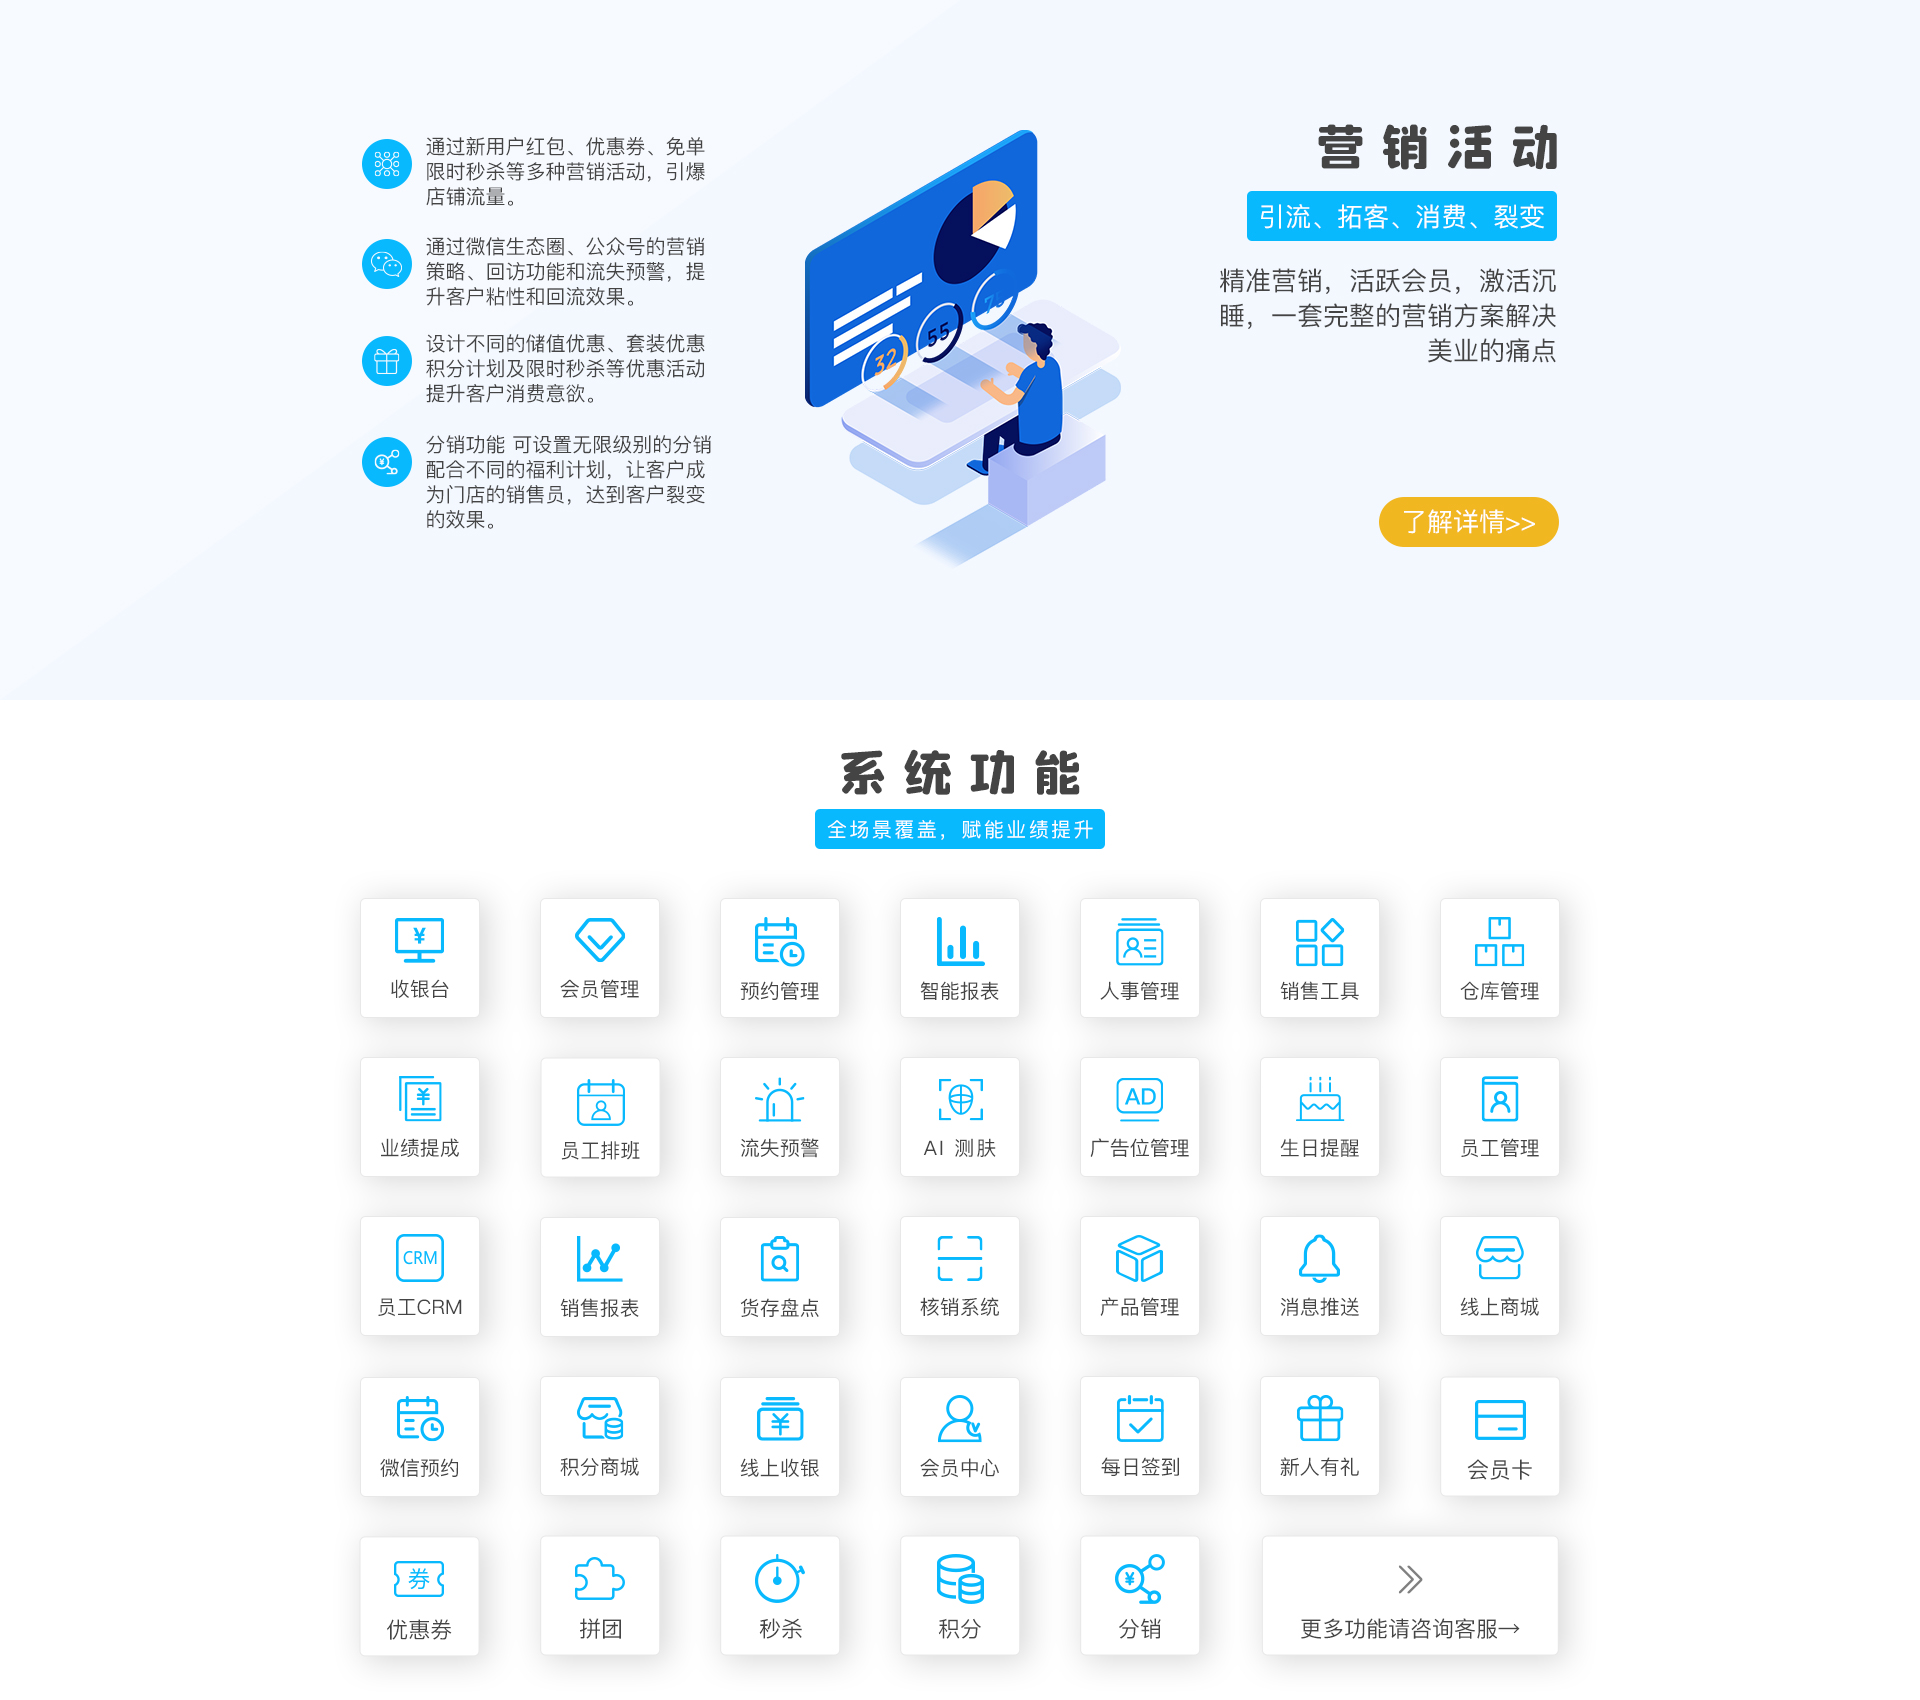 通过新用户红包、优惠券、免单
限时秒杀等多种营销活动，引爆
店铺流量。
通过微信生态圈、公众号的营销
策略、回访功能和流失预警，提
升客户粘性和回流效果。
设计不同的储值优惠、套装优惠
积分计划及限时秒杀等优惠活动
提升客户消费意欲。
分销功能 可设置无限级别的分销
配合不同的福利计划，让客户成
为门店的销售员，达到客户裂变
的效果。
32
55
75
营销活动
引流、拓客、消费、裂变
精准营销，活跃会员，激活沉
睡，一套完整的营销方案解决
美业的痛点
了解详情>>
系统功能
全场景覆盖，赋能业绩提升
¥
收银台
会员管理
预约管理
智能报表
人事管理
销售工具
仓库管理
¥
业绩提成
员工排班
流失预警
AI 测肤
AD
广告位管理
生日提醒
员工管理
CRM
员工CRM
销售报表
货存盘点
核销系统
产品管理
消息推送
线上商城
微信预约
积分商城
¥
线上收银
V
会员中心
每日签到
新人有礼
会员卡
券
优惠券
拼团
秒杀
积分
¥
分销
更多功能请咨询客服→